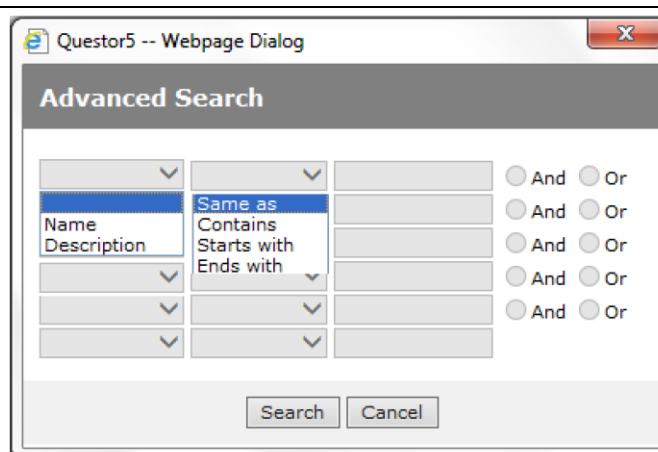 Questor5 -- Webpage Dialog
X
Advanced Search
And Or
Same as And Or
Name Contains
Description Starts with And Or
Ends with And Or
And Or
Search Cancel